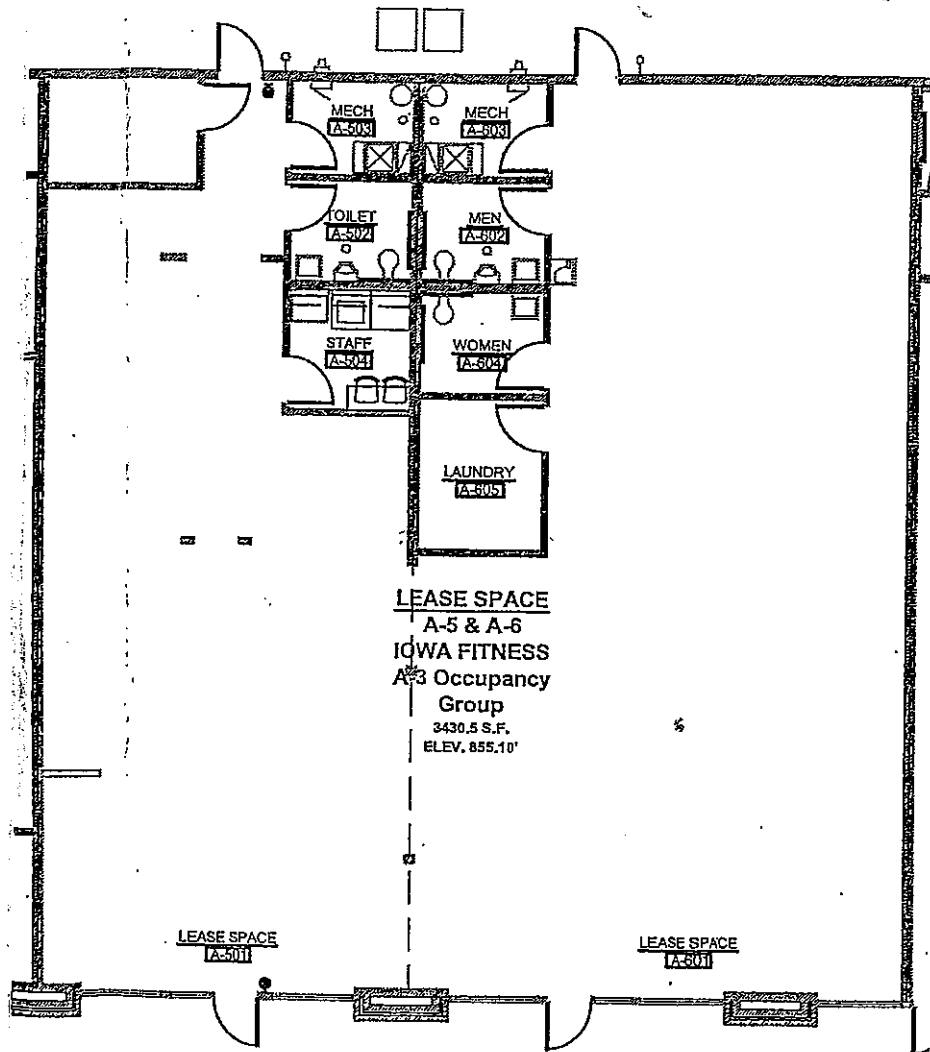 MECH
A-503
MECH
A-603
TOILET
A-502
MEN
A-602
STAFF
A-504
WOMEN
A-604
LAUNDRY
A-605
LEASE SPACE
A-5 & A-6
IOWA FITNESS
A-3 Occupancy
Group
3430.5 S.F.
ELEV. 855.10'
LEASE SPACE
A-501
LEASE SPACE
A-601